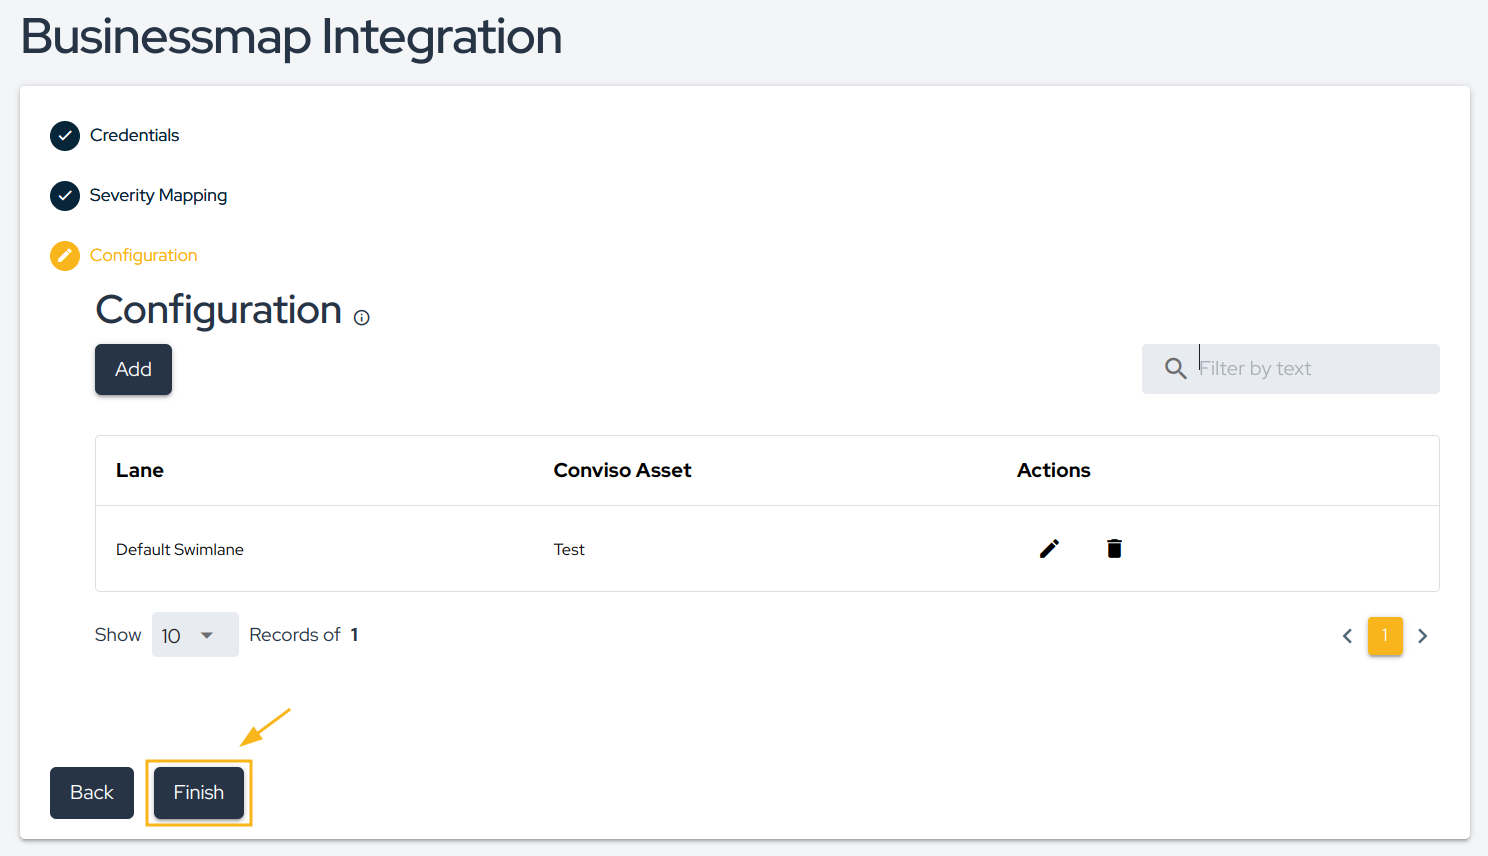 Businessmap Integration
Credentials
Severity Mapping
Configuration
Configuration
Add
Filter by text
Lane Conviso Asset Actions
Default Swimlane Test
Show 10 Records of 1
1
Back Finish